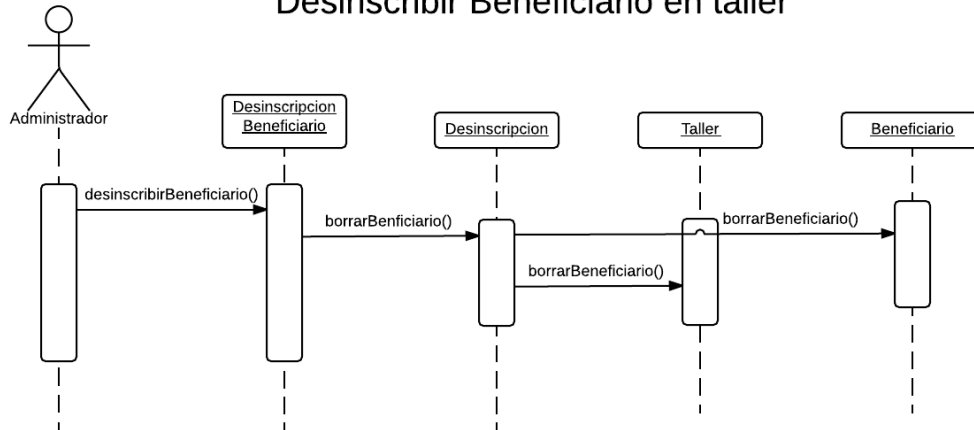 Desinscribir Beneficiario en taller
Administrador
Desinscripcion
Beneficiario
Desinscripcion
Taller
Beneficiario
desinscribirBeneficiario()
borrarBenficiario()
borrarBeneficiario()
borrarBeneficiario()